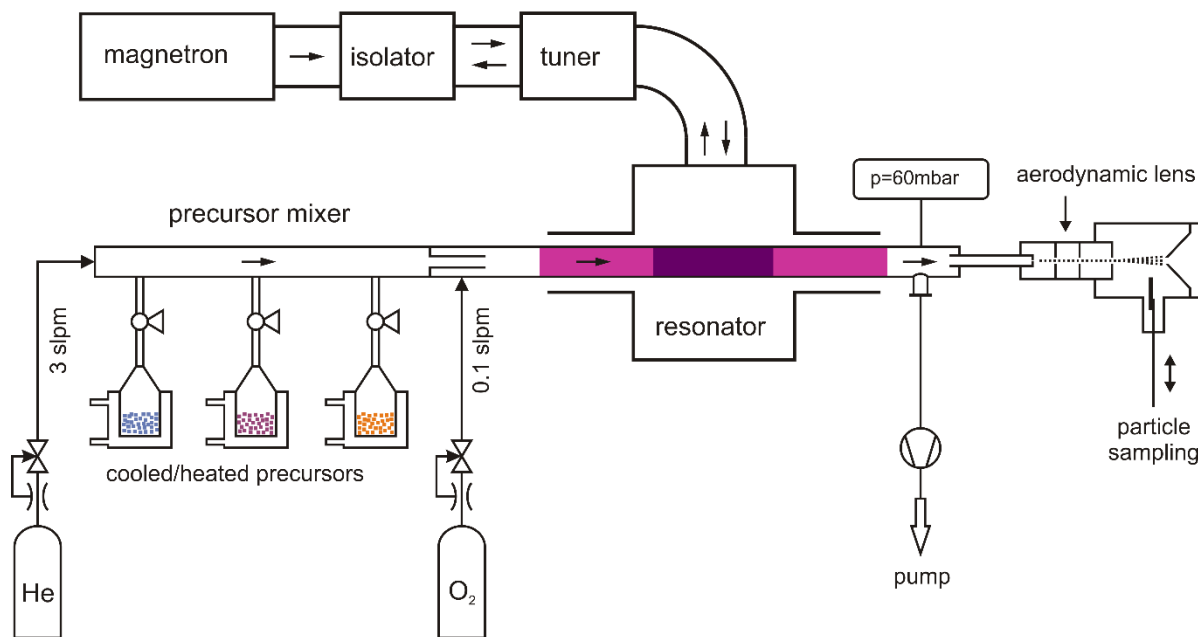 magnetron
isolator
tuner
p=60mbar
aerodynamic lens
precursor mixer
resonator
3 slpm
0.1 slpm
cooled/heated precursors
particle
sampling
pump
He
O₂